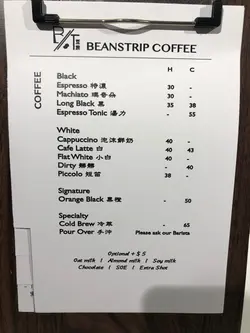 BEANSTRIP COFFEE
COFFEE
H C
Black
Espresso 特濃 30 -
Machiato 瑪奇朵 30 -
Long Black 黑 35 38
Espresso Tonic 湯力 - 55
White
Cappuccino 泡沫鮮奶 40 -
Cafe Latte 白 40 43
Flat White 小白 40 -
Dirty 髒髒 - 40
Piccolo 短笛 38 -
Signature
Orange Black 黑橙 - 50
Specialty
Cold Brew 冷萃 - 65
Pour Over 手沖 Please ask our Barista
Optional + $ 5
Oat milk | Almond milk | Soy milk
Chocolate | SOE | Extra Shot